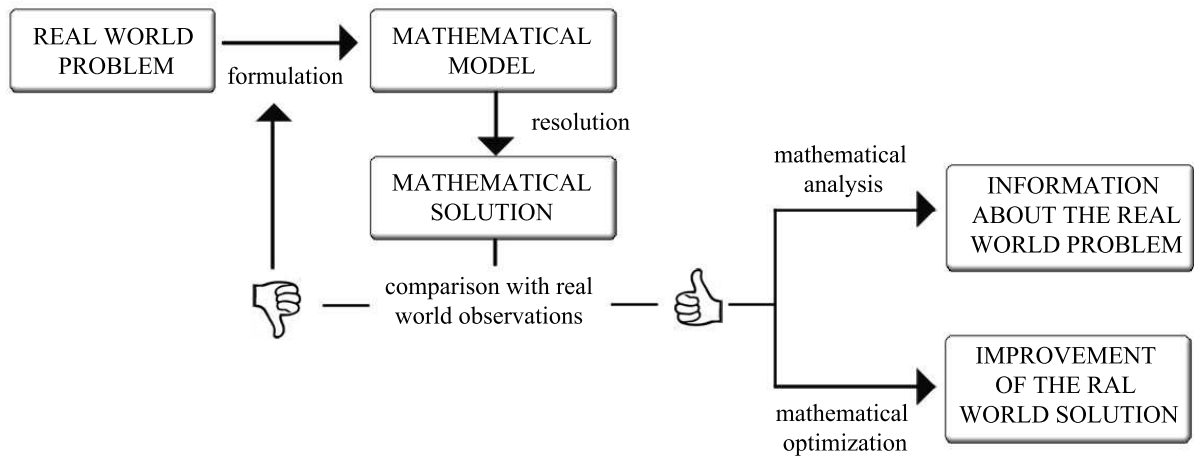 REAL WORLD
PROBLEM
formulation
MATHEMATICAL
MODEL
resolution
MATHEMATICAL
SOLUTION
comparison with real
world observations
mathematical
analysis
INFORMATION
ABOUT THE REAL
WORLD PROBLEM
mathematical
optimization
IMPROVEMENT
OF THE RAL
WORLD SOLUTION